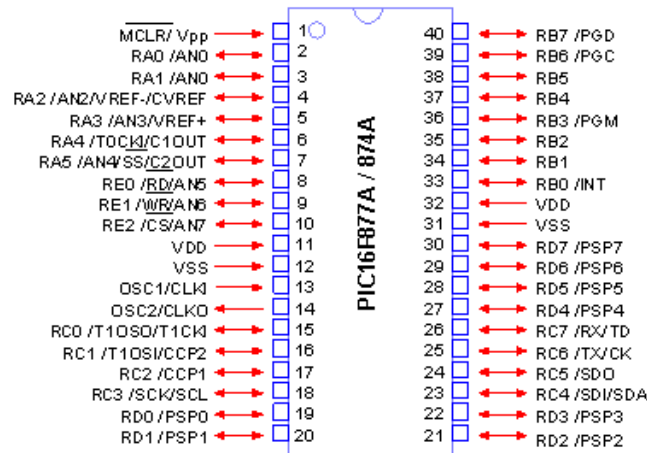 MCLR/ Vpp 1 40 RB7 /PGD
RA0 /AN0 2 39 RB6 /PGC
RA1 /AN0 3 38 RB5
RA2 /AN2/VREF-/CVREF 4 37 RB4
RA3 /AN3/VREF+ 5 36 RB3 /PGM
RA4 /T0CKI/C1OUT 6 35 RB2
RA5 /AN4/SS/C2OUT 7 34 RB1
RE0 /RD/AN5 8 33 RB0 /INT
RE1 /WR/AN6 9 32 VDD
RE2 /CS/AN7 10 31 VSS
VDD 11 30 RD7 /PSP7
VSS 12 29 RD6 /PSP6
OSC1/CLKI 13 28 RD5 /PSP5
OSC2/CLKO 14 27 RD4 /PSP4
RC0 /T1OSO/T1CKI 15 26 RC7 /RX/TD
RC1 /T1OSI/CCP2 16 25 RC6 /TX/CK
RC2 /CCP1 17 24 RC5 /SDO
RC3 /SCK/SCL 18 23 RC4 /SDI/SDA
RD0 /PSP0 19 22 RD3 /PSP3
RD1 /PSP1 20 21 RD2 /PSP2
PIC16F877A / 874A